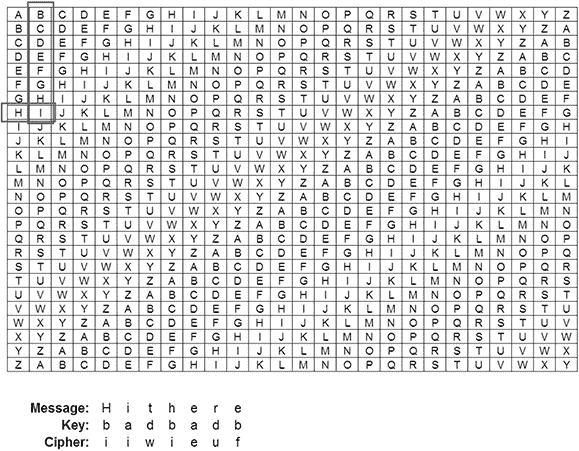 A B C D E F G H I J K L M N O P Q R S T U V W X Y Z
B C D E F G H I J K L M N O P Q R S T U V W X Y Z A
C D E F G H I J K L M N O P Q R S T U V W X Y Z A B
D E F G H I J K L M N O P Q R S T U V W X Y Z A B C
E F G H I J K L M N O P Q R S T U V W X Y Z A B C D
F G H I J K L M N O P Q R S T U V W X Y Z A B C D E
G H I J K L M N O P Q R S T U V W X Y Z A B C D E F
H I J K L M N O P Q R S T U V W X Y Z A B C D E F G
I J K L M N O P Q R S T U V W X Y Z A B C D E F G H
J K L M N O P Q R S T U V W X Y Z A B C D E F G H I
K L M N O P Q R S T U V W X Y Z A B C D E F G H I J
L M N O P Q R S T U V W X Y Z A B C D E F G H I J K
M N O P Q R S T U V W X Y Z A B C D E F G H I J K L
N O P Q R S T U V W X Y Z A B C D E F G H I J K L M
O P Q R S T U V W X Y Z A B C D E F G H I J K L M N
P Q R S T U V W X Y Z A B C D E F G H I J K L M N O
Q R S T U V W X Y Z A B C D E F G H I J K L M N O P
R S T U V W X Y Z A B C D E F G H I J K L M N O P Q
S T U V W X Y Z A B C D E F G H I J K L M N O P Q R
T U V W X Y Z A B C D E F G H I J K L M N O P Q R S
U V W X Y Z A B C D E F G H I J K L M N O P Q R S T
V W X Y Z A B C D E F G H I J K L M N O P Q R S T U
W X Y Z A B C D E F G H I J K L M N O P Q R S T U V
X Y Z A B C D E F G H I J K L M N O P Q R S T U V W
Y Z A B C D E F G H I J K L M N O P Q R S T U V W X
Z A B C D E F G H I J K L M N O P Q R S T U V W X Y
Message: H i t h e r e
Key: b a d b a d b
Cipher: i i w i e u f